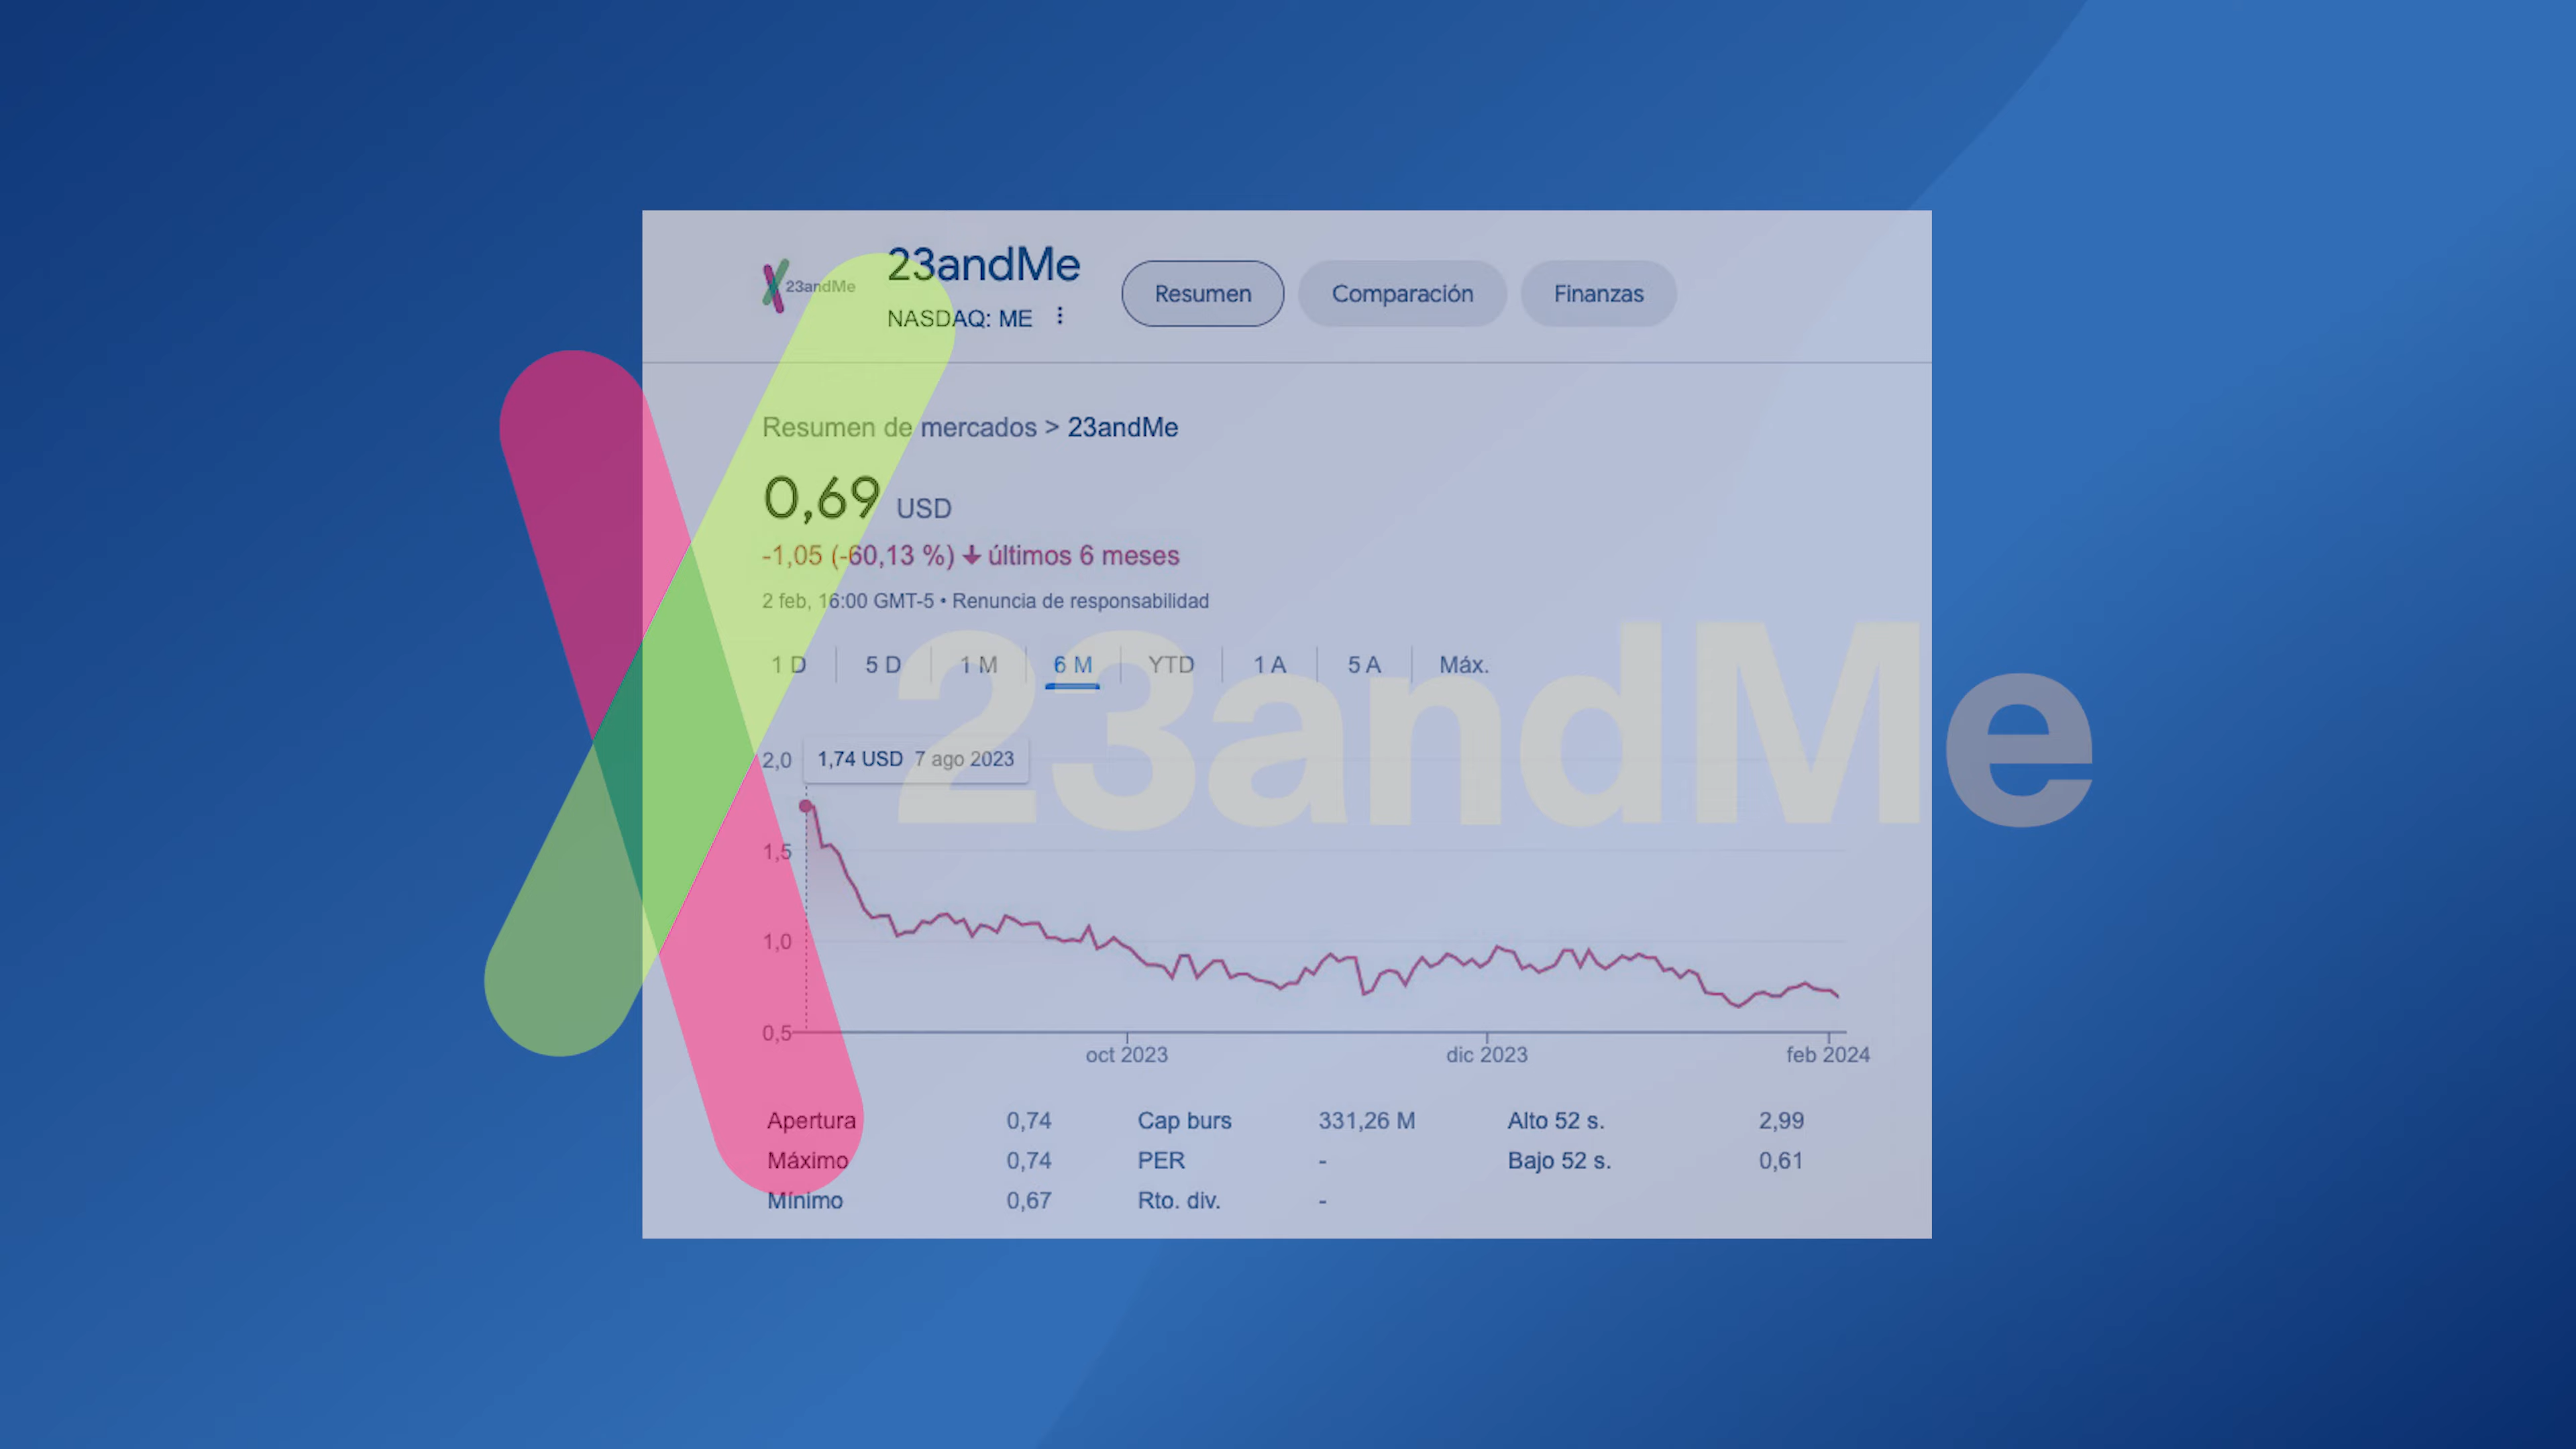 23andMe
23andMe
NASDAQ: ME
Resumen
Comparación
Finanzas
Resumen de mercados > 23andMe
0,69 USD
-1,05 (-60,13 %) últimos 6 meses
2 feb, 16:00 GMT-5 • Renuncia de responsabilidad
1 D 5 D 1 M 6 M YTD 1 A 5 A Máx.
23andMe
2,0
1,74 USD 7 ago 2023
1,5
1,0
0,5
oct 2023 dic 2023 feb 2024
Apertura 0,74 Cap burs 331,26 M Alto 52 s. 2,99
Máximo 0,74 PER - Bajo 52 s. 0,61
Mínimo 0,67 Rto. div. -